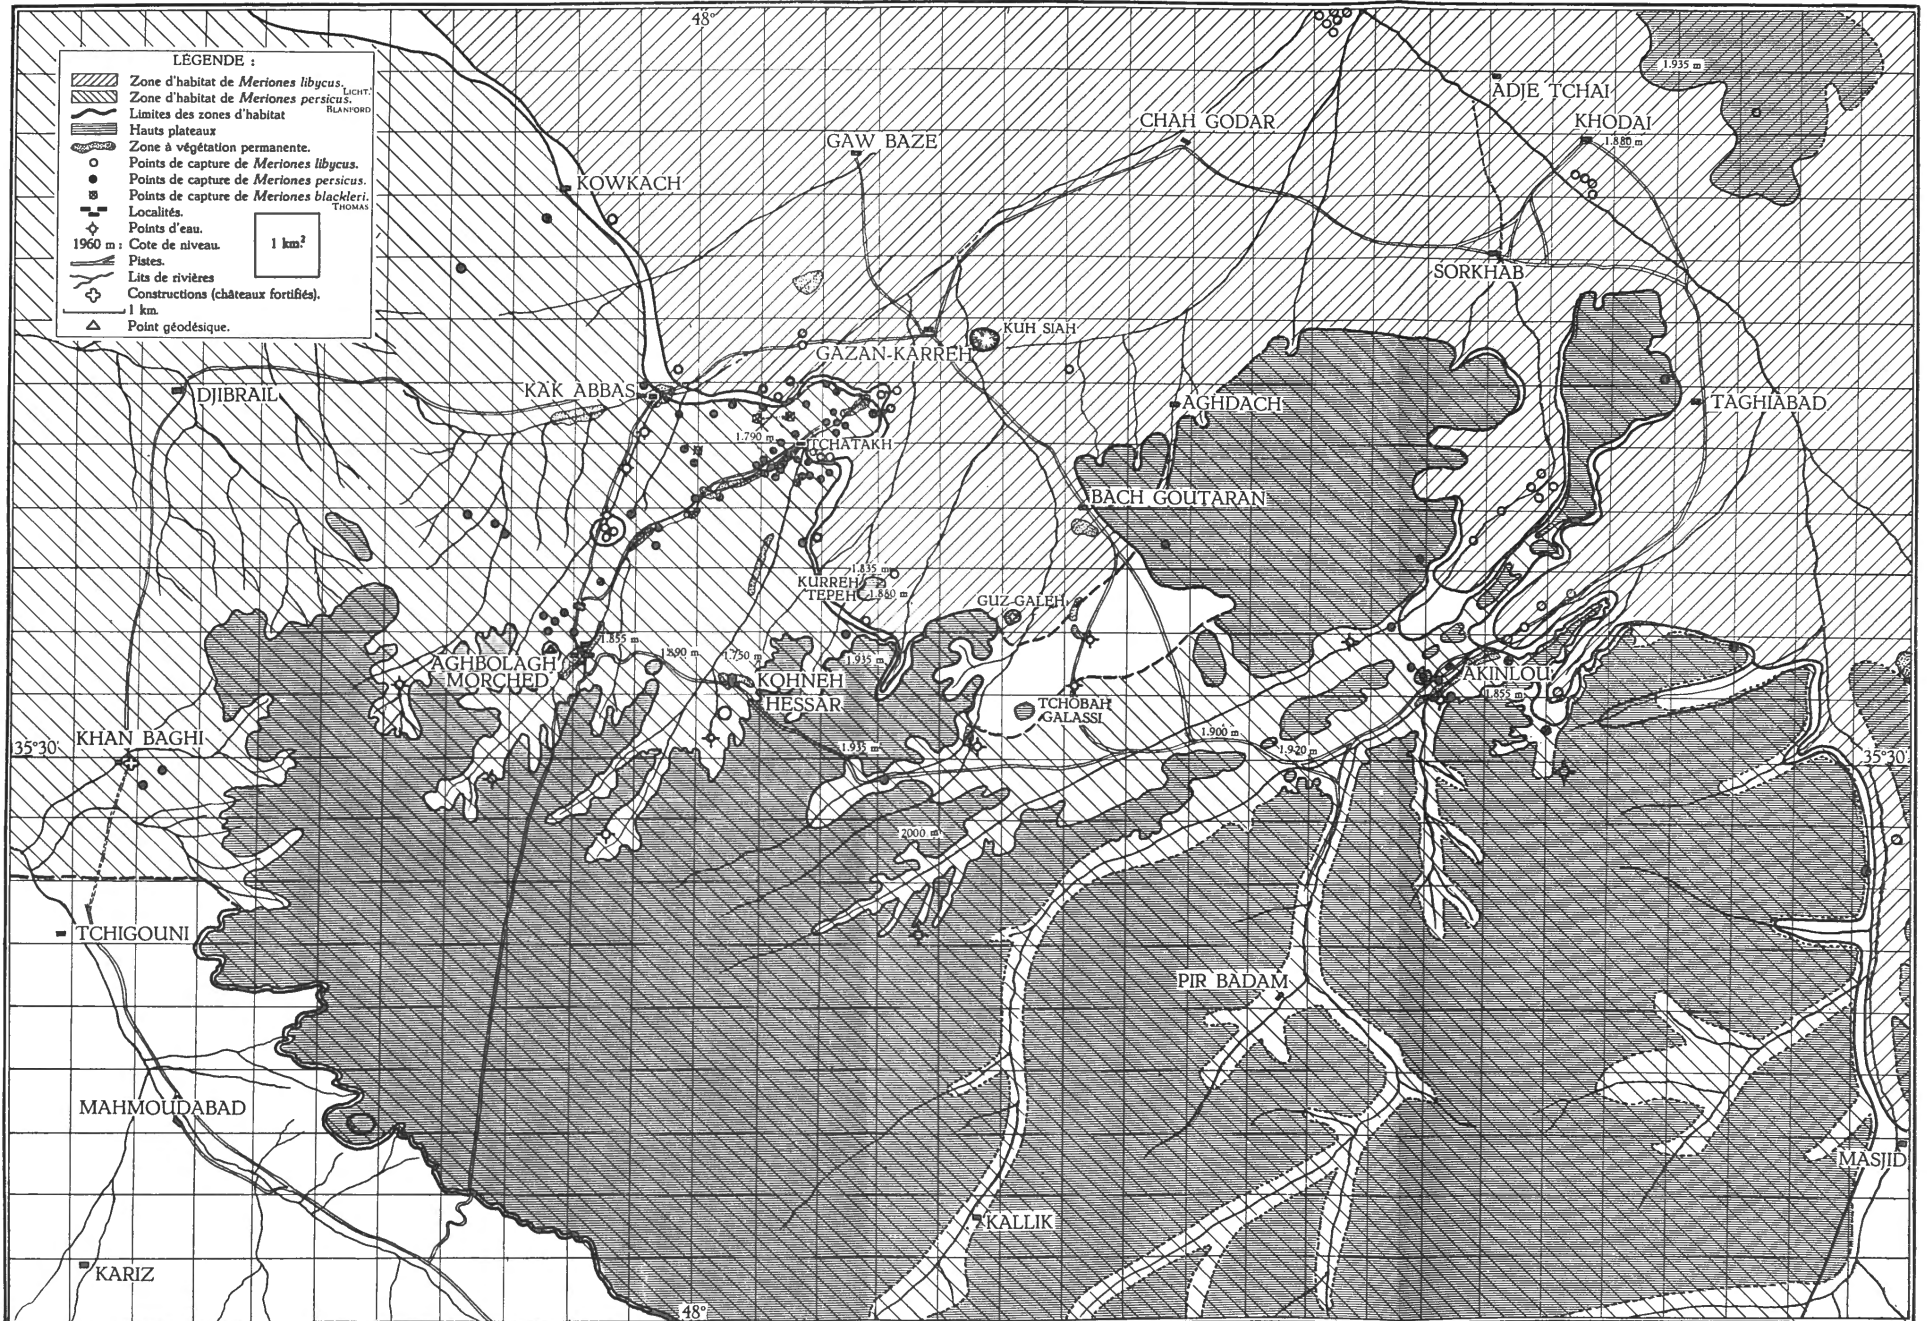 48°
LÉGENDE :
Zone d'habitat de Meriones libycus. LICHT.
Zone d'habitat de Meriones persicus. BLANFORD
Limites des zones d'habitat
Hauts plateaux
Zone à végétation permanente.
Points de capture de Meriones libycus.
Points de capture de Meriones persicus.
Points de capture de Meriones blackleri. THOMAS
Localités.
Points d'eau.
1960 m : Cote de niveau.
Pistes.
Lits de rivières
Constructions (châteaux fortifiés).
1 km.
Point géodésique.
1 km.²
1.935 m
ADJE TCHAI
KHODAI
1.880 m
CHAH GODAR
GAW BAZE
KOWKACH
SORKHAB
KUH SIAH
GAZAN-KARREH
DJIBRAIL
KAK ABBAS
AGHDACH
TAGHIABAD
1.790 m
TCHATAKH
BACH GOUTARAN
1.835 m
KURREH
TEPEH
1.880 m
GUZ-GALEH
1.855 m
1.890 m
1.750 m
1.935 m
AGHBOLAGH
MORCHED
KOHNEH
HESSAR
AKINLOU
1.855 m
TCHOBAH
GALASSI
1.900 m
1.920 m
1.935 m
KHAN BAGHI
35°30'
35°30'
2000 m
TCHIGOUNI
PIR BADAM
MAHMOUDABAD
MASJID
KALLIK
KARIZ
48°